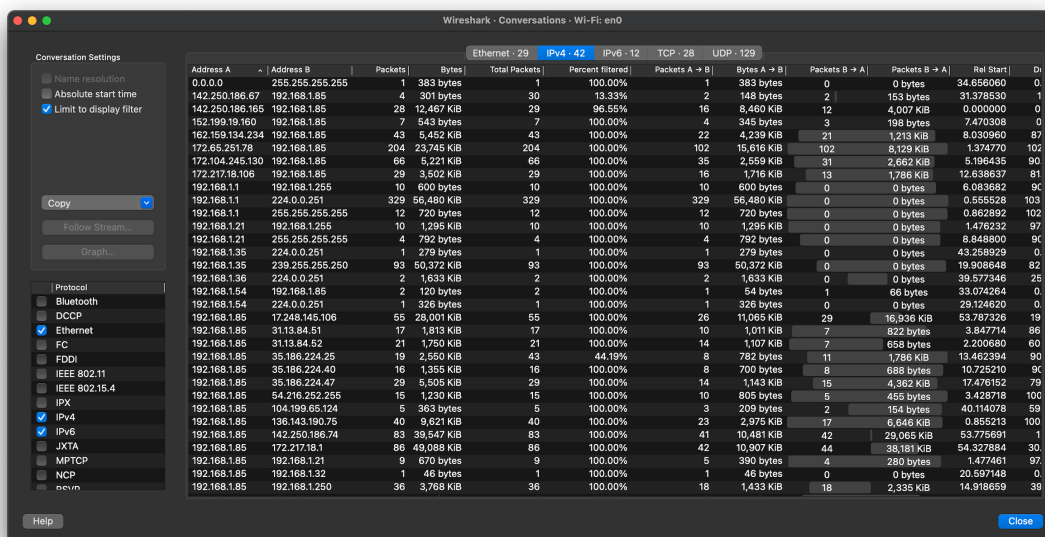 Wireshark · Conversations · Wi-Fi: en0
Conversation Settings
Name resolution
Absolute start time
Limit to display filter
Copy
Follow Stream...
Graph...
Protocol
Bluetooth
DCCP
Ethernet
FC
FDDI
IEEE 802.11
IEEE 802.15.4
IPX
IPv4
IPv6
JXTA
MPTCP
NCP
RSVP
Help
Ethernet · 29 IPv4 · 42 IPv6 · 12 TCP · 28 UDP · 129
Address A Address B Packets Bytes Total Packets Percent filtered Packets A → B Bytes A → B Packets B → A Packets B → A Rel Start
0.0.0.0 255.255.255.255 1 383 bytes 1 100.00% 1 383 bytes 0 0 bytes 34.656060 0.
142.250.186.67 192.168.1.85 4 301 bytes 30 13.33% 2 148 bytes 2 153 bytes 31.378530 1
142.250.186.165 192.168.1.85 28 12,467 KiB 29 96.55% 16 8,460 KiB 12 4,007 KiB 0.000000 0
152.199.19.160 192.168.1.85 7 543 bytes 7 100.00% 4 345 bytes 3 198 bytes 7.470308 0
162.159.134.234 192.168.1.85 43 5,452 KiB 43 100.00% 22 4,239 KiB 21 1,213 KiB 8.030960 87
172.65.251.78 192.168.1.85 204 23,745 KiB 204 100.00% 102 15,616 KiB 102 8,129 KiB 1.374770 102
172.104.245.130 192.168.1.85 66 5,221 KiB 66 100.00% 35 2,559 KiB 31 2,662 KiB 5.196435 90.
172.217.18.106 192.168.1.85 29 3,502 KiB 29 100.00% 16 1,716 KiB 13 1,786 KiB 12.638637 81.
192.168.1.1 192.168.1.255 10 600 bytes 10 100.00% 10 600 bytes 0 0 bytes 6.083682 90
192.168.1.1 224.0.0.251 329 56,480 KiB 329 100.00% 329 56,480 KiB 0 0 bytes 0.555528 103
192.168.1.1 255.255.255.255 12 720 bytes 12 100.00% 12 720 bytes 0 0 bytes 0.862892 102
192.168.1.21 192.168.1.255 10 1,295 KiB 10 100.00% 10 1,295 KiB 0 0 bytes 1.476232 97
192.168.1.21 255.255.255.255 4 792 bytes 4 100.00% 4 792 bytes 0 0 bytes 8.848800 90
192.168.1.35 224.0.0.251 1 279 bytes 1 100.00% 1 279 bytes 0 0 bytes 43.258929 0.
192.168.1.35 239.255.255.250 93 50,372 KiB 93 100.00% 93 50,372 KiB 0 0 bytes 19.908648 82
192.168.1.36 224.0.0.251 2 1,633 KiB 2 100.00% 2 1,633 KiB 0 0 bytes 39.577346 25
192.168.1.54 192.168.1.85 2 120 bytes 2 100.00% 1 54 bytes 1 66 bytes 33.074264 0.
192.168.1.54 224.0.0.251 1 326 bytes 1 100.00% 1 326 bytes 0 0 bytes 29.124620 0.
192.168.1.85 17.248.145.106 55 28,001 KiB 55 100.00% 26 11,065 KiB 29 16,936 KiB 53.787326 19
192.168.1.85 31.13.84.51 17 1,813 KiB 17 100.00% 10 1,011 KiB 7 822 bytes 3.847714 86
192.168.1.85 31.13.84.52 21 1,750 KiB 21 100.00% 14 1,107 KiB 7 658 bytes 2.200680 60
192.168.1.85 35.186.224.25 19 2,550 KiB 43 44.19% 8 782 bytes 11 1,786 KiB 13.462394 90
192.168.1.85 35.186.224.40 16 1,355 KiB 16 100.00% 8 700 bytes 8 688 bytes 10.725210 90
192.168.1.85 35.186.224.47 29 5,505 KiB 29 100.00% 14 1,143 KiB 15 4,362 KiB 17.476152 79
192.168.1.85 54.216.252.255 15 1,230 KiB 15 100.00% 10 805 bytes 5 455 bytes 3.428718 100
192.168.1.85 104.199.65.124 5 363 bytes 5 100.00% 3 209 bytes 2 154 bytes 40.114078 59
192.168.1.85 136.143.190.75 40 9,621 KiB 40 100.00% 23 2,975 KiB 17 6,646 KiB 0.855213 100
192.168.1.85 142.250.186.74 83 39,547 KiB 83 100.00% 41 10,481 KiB 42 29,065 KiB 53.775691 1
192.168.1.85 172.217.18.1 86 49,088 KiB 86 100.00% 42 10,907 KiB 44 38,181 KiB 54.327884 30.
192.168.1.85 192.168.1.21 9 670 bytes 9 100.00% 5 390 bytes 4 280 bytes 1.477461 97.
192.168.1.85 192.168.1.32 1 46 bytes 1 100.00% 1 46 bytes 0 0 bytes 20.597148 0.
192.168.1.85 192.168.1.250 36 3,768 KiB 36 100.00% 18 1,433 KiB 18 2,335 KiB 14.918659 39
Close